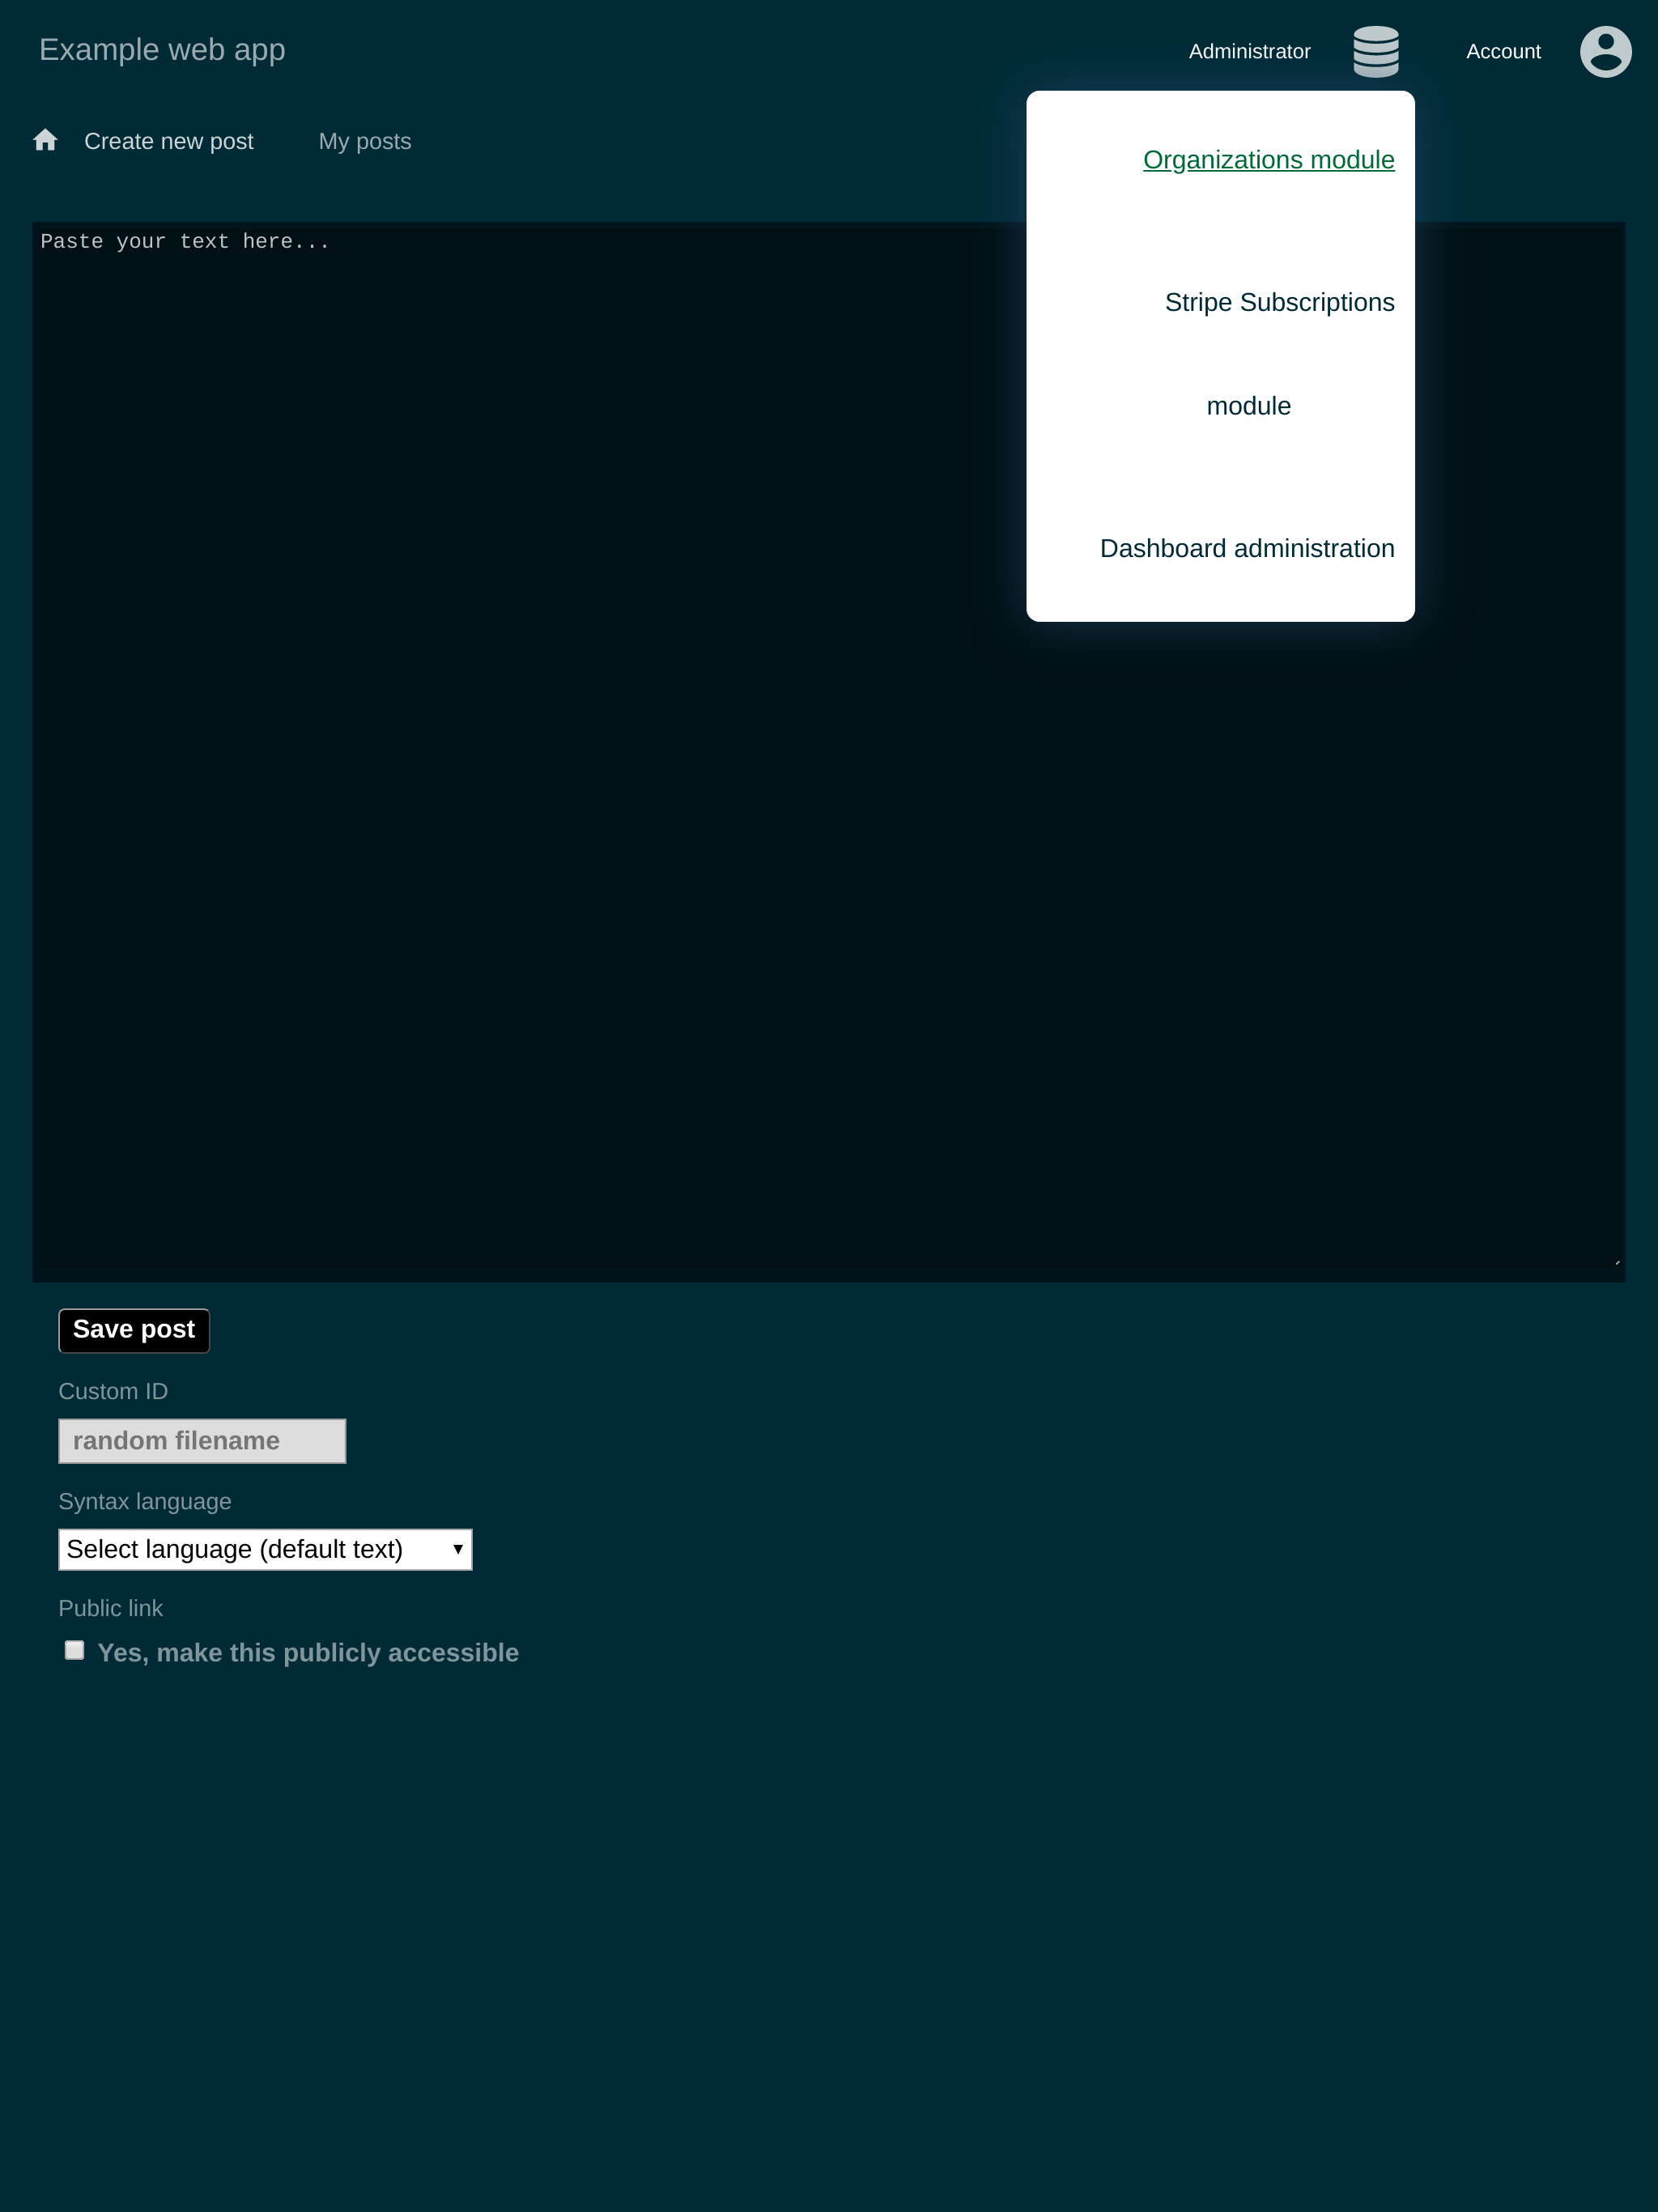 Example web app
Administrator
Account
Create new post
My posts
Organizations module
Stripe Subscriptions
module
Dashboard administration
Paste your text here...
Save post
Custom ID
random filename
Syntax language
Select language (default text)
Public link
Yes, make this publicly accessible